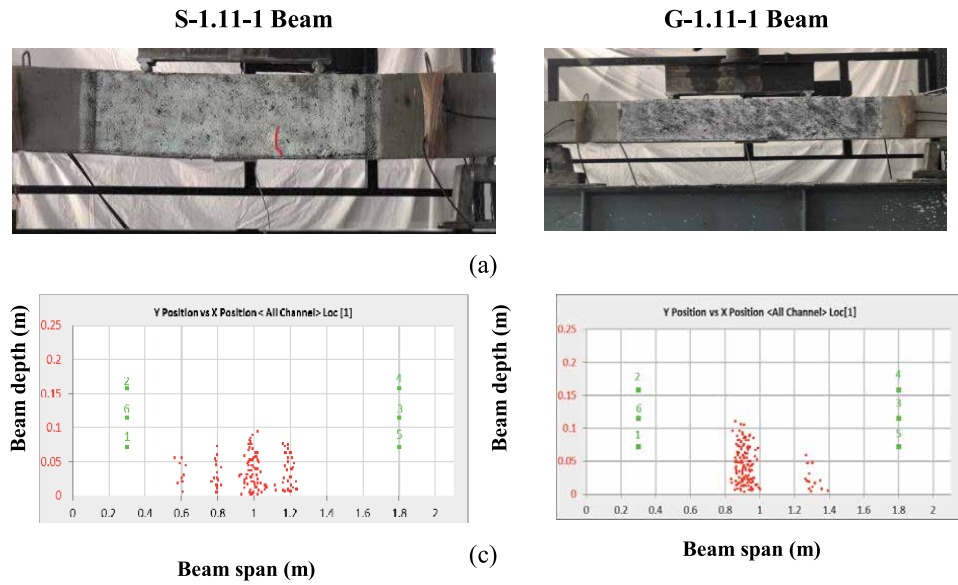 S-1.11-1 Beam
G-1.11-1 Beam
(a)
Y Position vs X Position < All Channel> Loc [1]
Beam depth (m)
0.25
0.2
0.15
0.1
0.05
0
2
6
1
4
3
5
0 0.2 0.4 0.6 0.8 1 1.2 1.4 1.6 1.8 2
Beam span (m)
Y Position vs X Position <All Channel> Loc[1]
Beam depth (m)
0.25
0.2
0.15
0.1
0.05
0
2
6
1
4
3
5
0 0.2 0.4 0.6 0.8 1 1.2 1.4 1.6 1.8 2
Beam span (m)
(c)